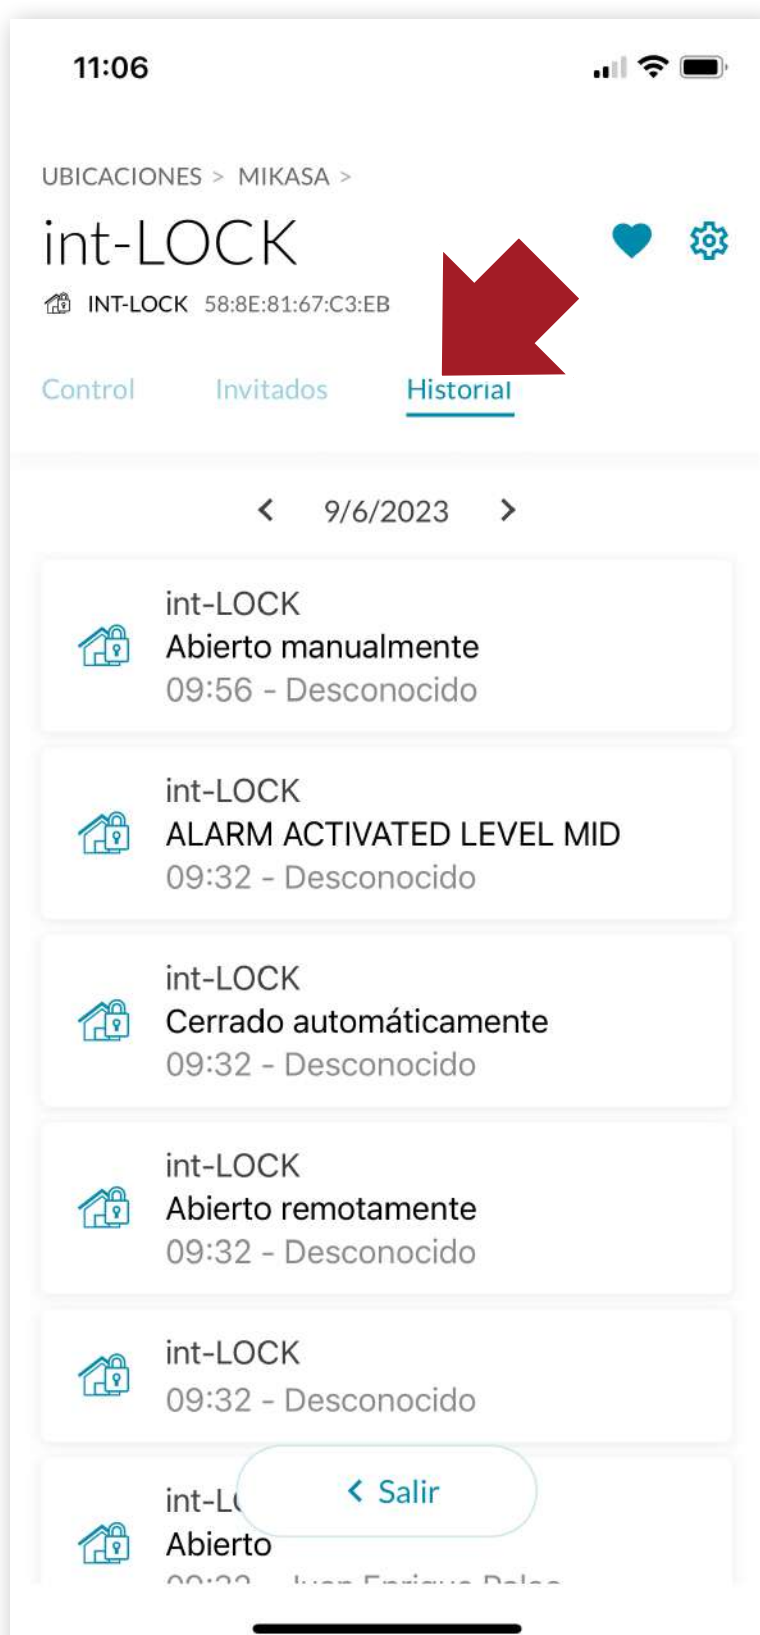 11:06
UBICACIONES > MIKASA >
int-LOCK
INT-LOCK 58:8E:81:67:C3:EB
Control Invitados Historial
< 9/6/2023 >
int-LOCK
Abierto manualmente
09:56 - Desconocido
int-LOCK
ALARM ACTIVATED LEVEL MID
09:32 - Desconocido
int-LOCK
Cerrado automáticamente
09:32 - Desconocido
int-LOCK
Abierto remotamente
09:32 - Desconocido
int-LOCK
09:32 - Desconocido
< Salir
Abierto
Juan Enrique